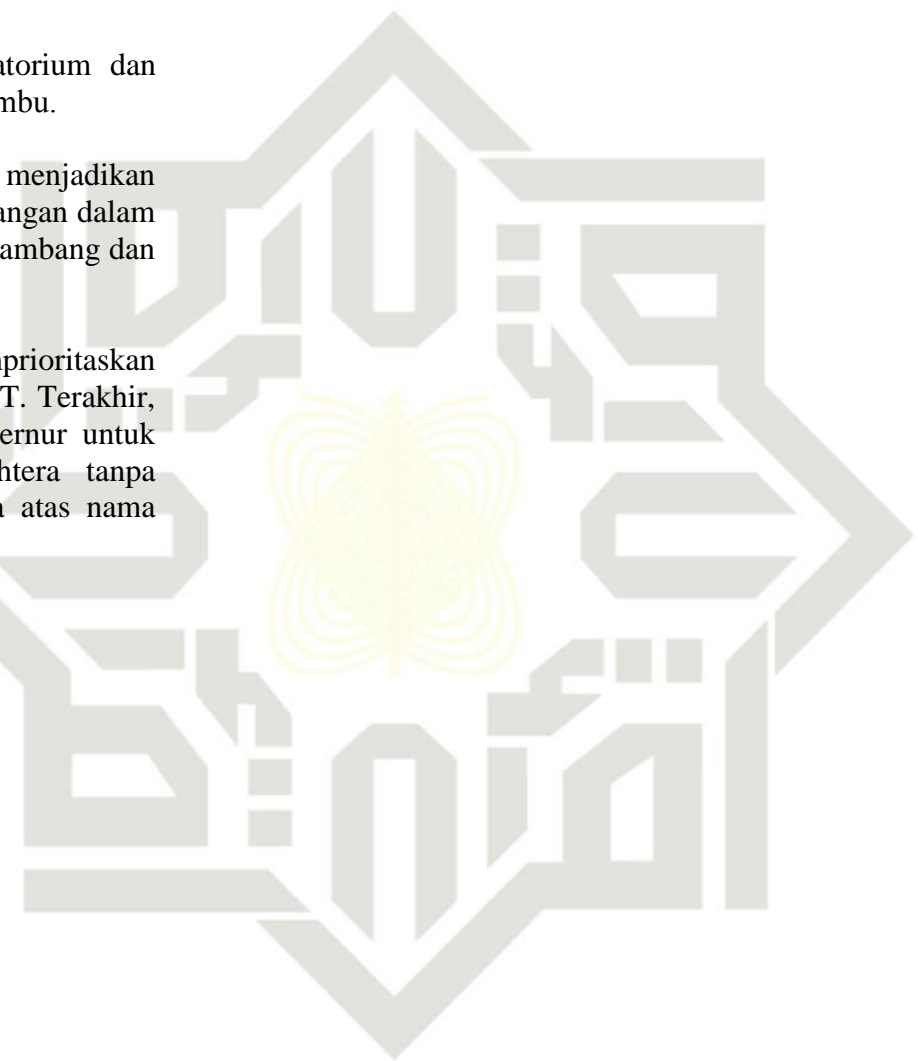 atorium dan
mbu.
menjadikan
angan dalam
ambang dan
prioritaskan
T. Terakhir,
ernur untuk
htera tanpa
a atas nama